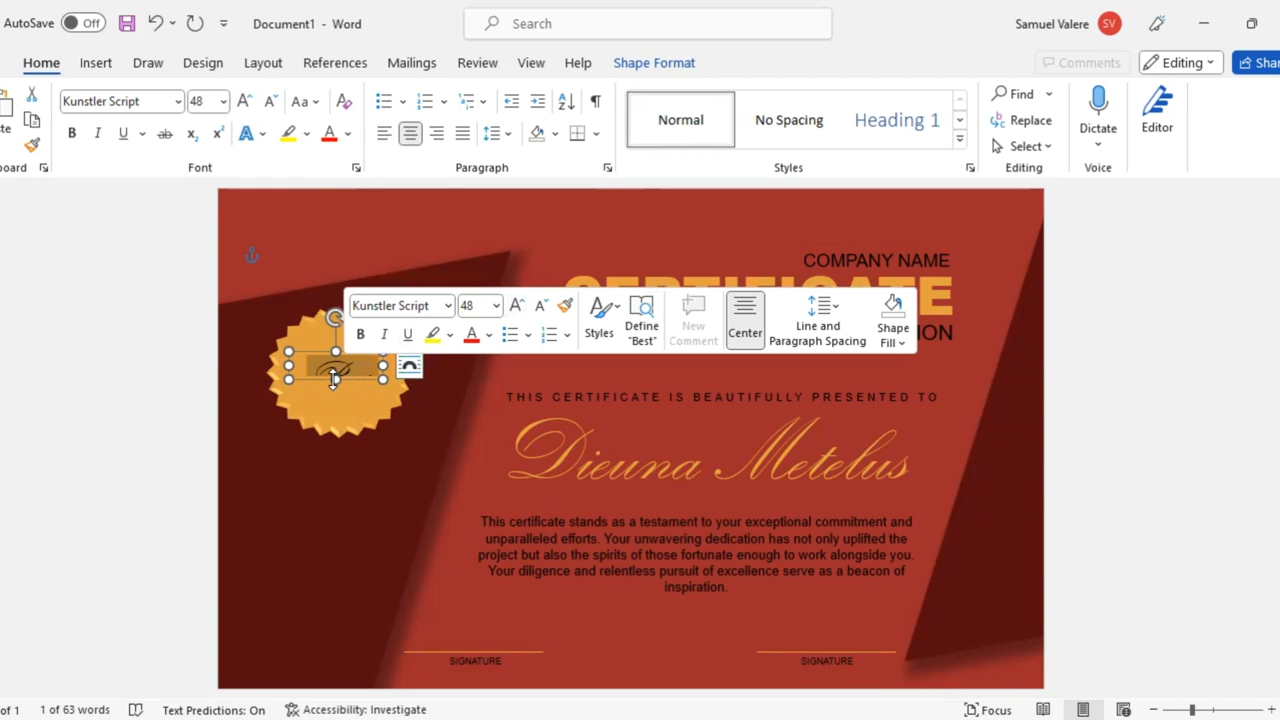 AutoSave Off Document1 - Word Search Samuel Valere SV
Home Insert Draw Design Layout References Mailings Review View Help Shape Format Comments Editing
Kunstler Script 48 Aa Normal No Spacing Heading 1 Find Replace Select Dictate Editor
Font Paragraph Styles Editing Voice
COMPANY NAME
CERTIFICATE
Kunstler Script 48 Styles Define "Best" New Comment Center Line and Paragraph Spacing Shape Fill
THIS CERTIFICATE IS BEAUTIFULLY PRESENTED TO
Dieuna Metelus
This certificate stands as a testament to your exceptional commitment and
unparalleled efforts. Your unwavering dedication has not only uplifted the
project but also the spirits of those fortunate enough to work alongside you.
Your diligence and relentless pursuit of excellence serve as a beacon of
inspiration.
SIGNATURE SIGNATURE
of 1 1 of 63 words Text Predictions: On Accessibility: Investigate Focus